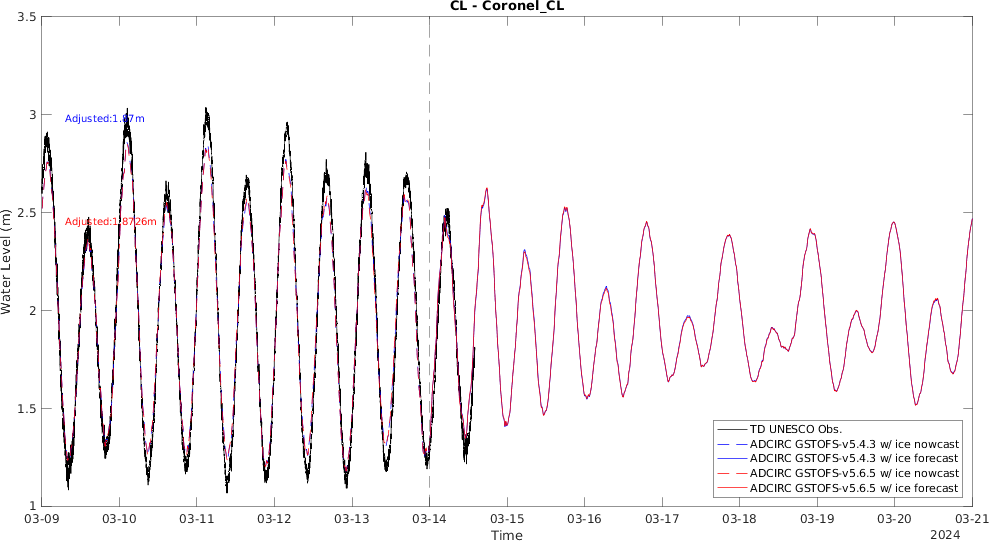 CL - Coronel_CL
3.5
3
2.5
2
1.5
1
Water Level (m)
Adjusted:1.87m
Adjusted:1.8726m
TD UNESCO Obs.
ADCIRC GSTOFS-v5.4.3 w/ ice nowcast
ADCIRC GSTOFS-v5.4.3 w/ ice forecast
ADCIRC GSTOFS-v5.6.5 w/ ice nowcast
ADCIRC GSTOFS-v5.6.5 w/ ice forecast
03-09 03-10 03-11 03-12 03-13 03-14 03-15 03-16 03-17 03-18 03-19 03-20 03-21
Time
2024